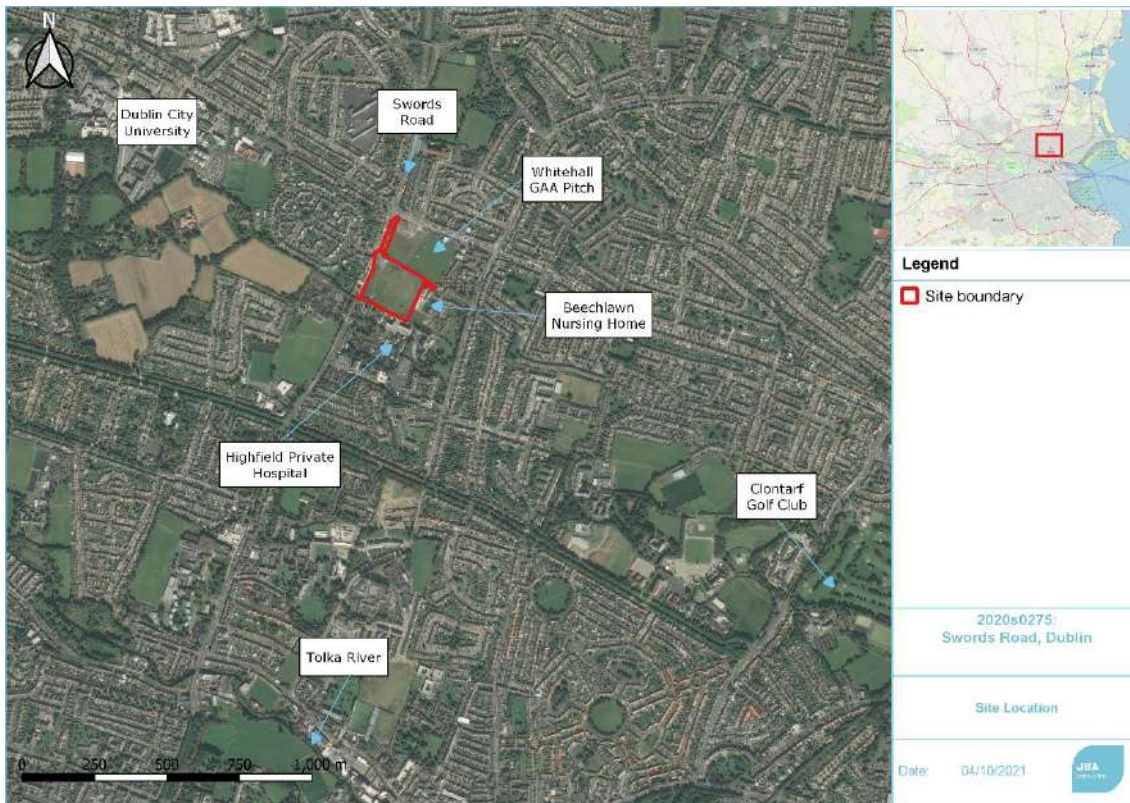 N
Dublin City
University
Swords
Road
Whitehall
GAA Pitch
Beechlawn
Nursing Home
Highfield Private
Hospital
Clontarf
Golf Club
Tolka River
0 250 500 750 1,000 m
Legend
Site boundary
2020s0275:
Swords Road, Dublin
Site Location
Date: 04/10/2021
JBA